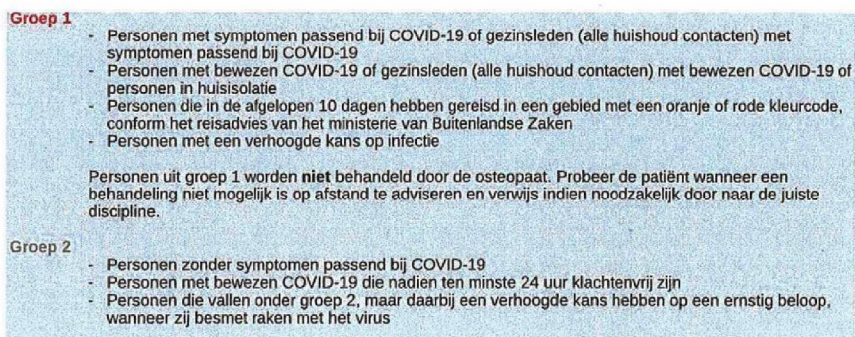 Groep 1
- Personen met symptomen passend bij COVID-19 of gezinsleden (alle huishoud contacten) met
symptomen passend bij COVID-19
- Personen met bewezen COVID-19 of gezinsleden (alle huishoud contacten) met bewezen COVID-19 of
personen in huisisolatie
- Personen die in de afgelopen 10 dagen hebben gereisd in een gebied met een oranje of rode kleurcode,
conform het reisadvies van het ministerie van Buitenlandse Zaken
- Personen met een verhoogde kans op infectie
Personen uit groep 1 worden niet behandeld door de osteopaat. Probeer de patiënt wanneer een
behandeling niet mogelijk is op afstand te adviseren en verwijs indien noodzakelijk door naar de juiste
discipline.
Groep 2
- Personen zonder symptomen passend bij COVID-19
- Personen met bewezen COVID-19 die nadien ten minste 24 uur klachtenvrij zijn
- Personen die vallen onder groep 2, maar daarbij een verhoogde kans hebben op een ernstig beloop,
wanneer zij besmet raken met het virus